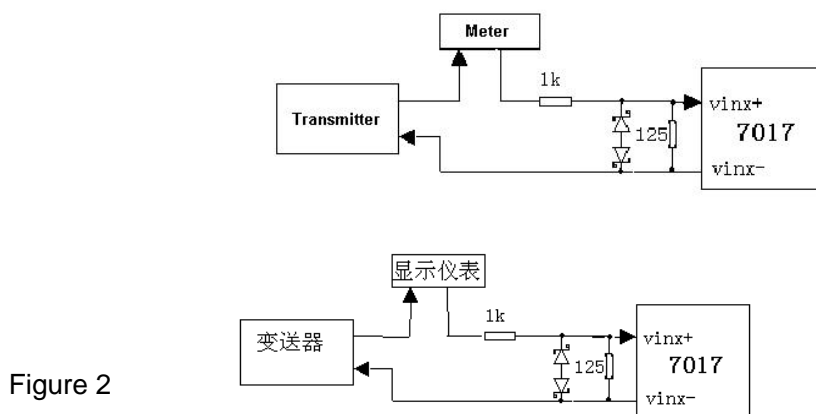 Meter
1k
Transmitter
125
vinx+
7017
vinx-
显示仪表
1k
变送器
125
vinx+
7017
vinx-
Figure 2